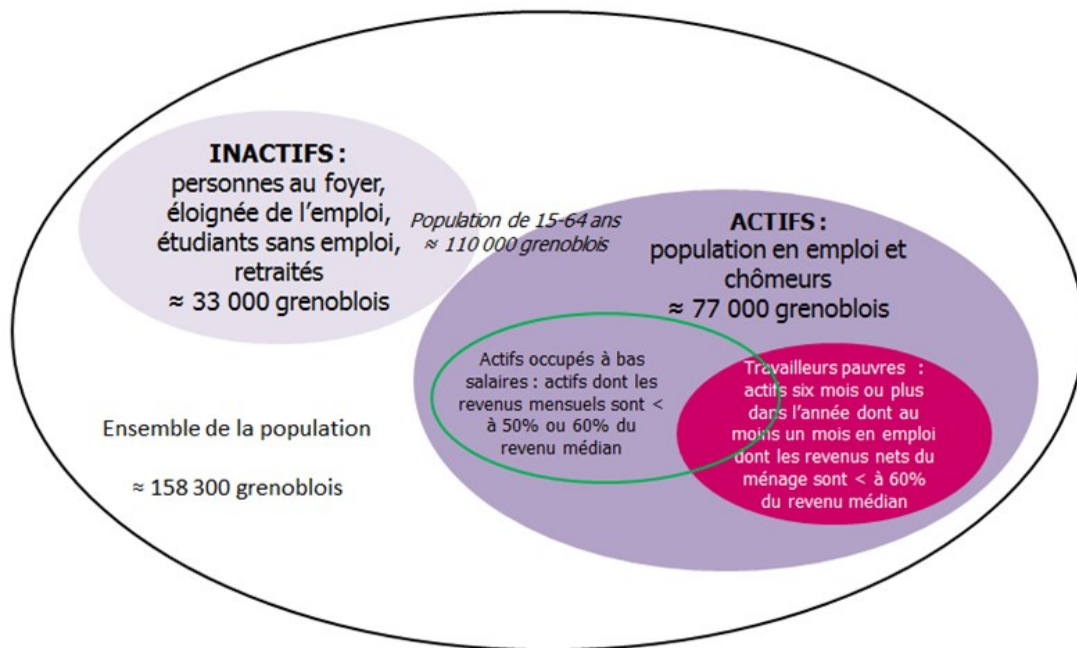 INACTIFS :
personnes au foyer,
éloignée de l'emploi,
étudiants sans emploi,
retraités
≈ 33 000 grenoblois
Population de 15-64 ans
≈ 110 000 grenoblois
ACTIFS :
population en emploi et
chômeurs
≈ 77 000 grenoblois
Actifs occupés à bas
salaires : actifs dont les
revenus mensuels sont <
à 50% ou 60% du
revenu médian
Travailleurs pauvres :
actifs six mois ou plus
dans l'année dont au
moins un mois en emploi
dont les revenus nets du
ménage sont < à 60%
du revenu médian
Ensemble de la population
≈ 158 300 grenoblois